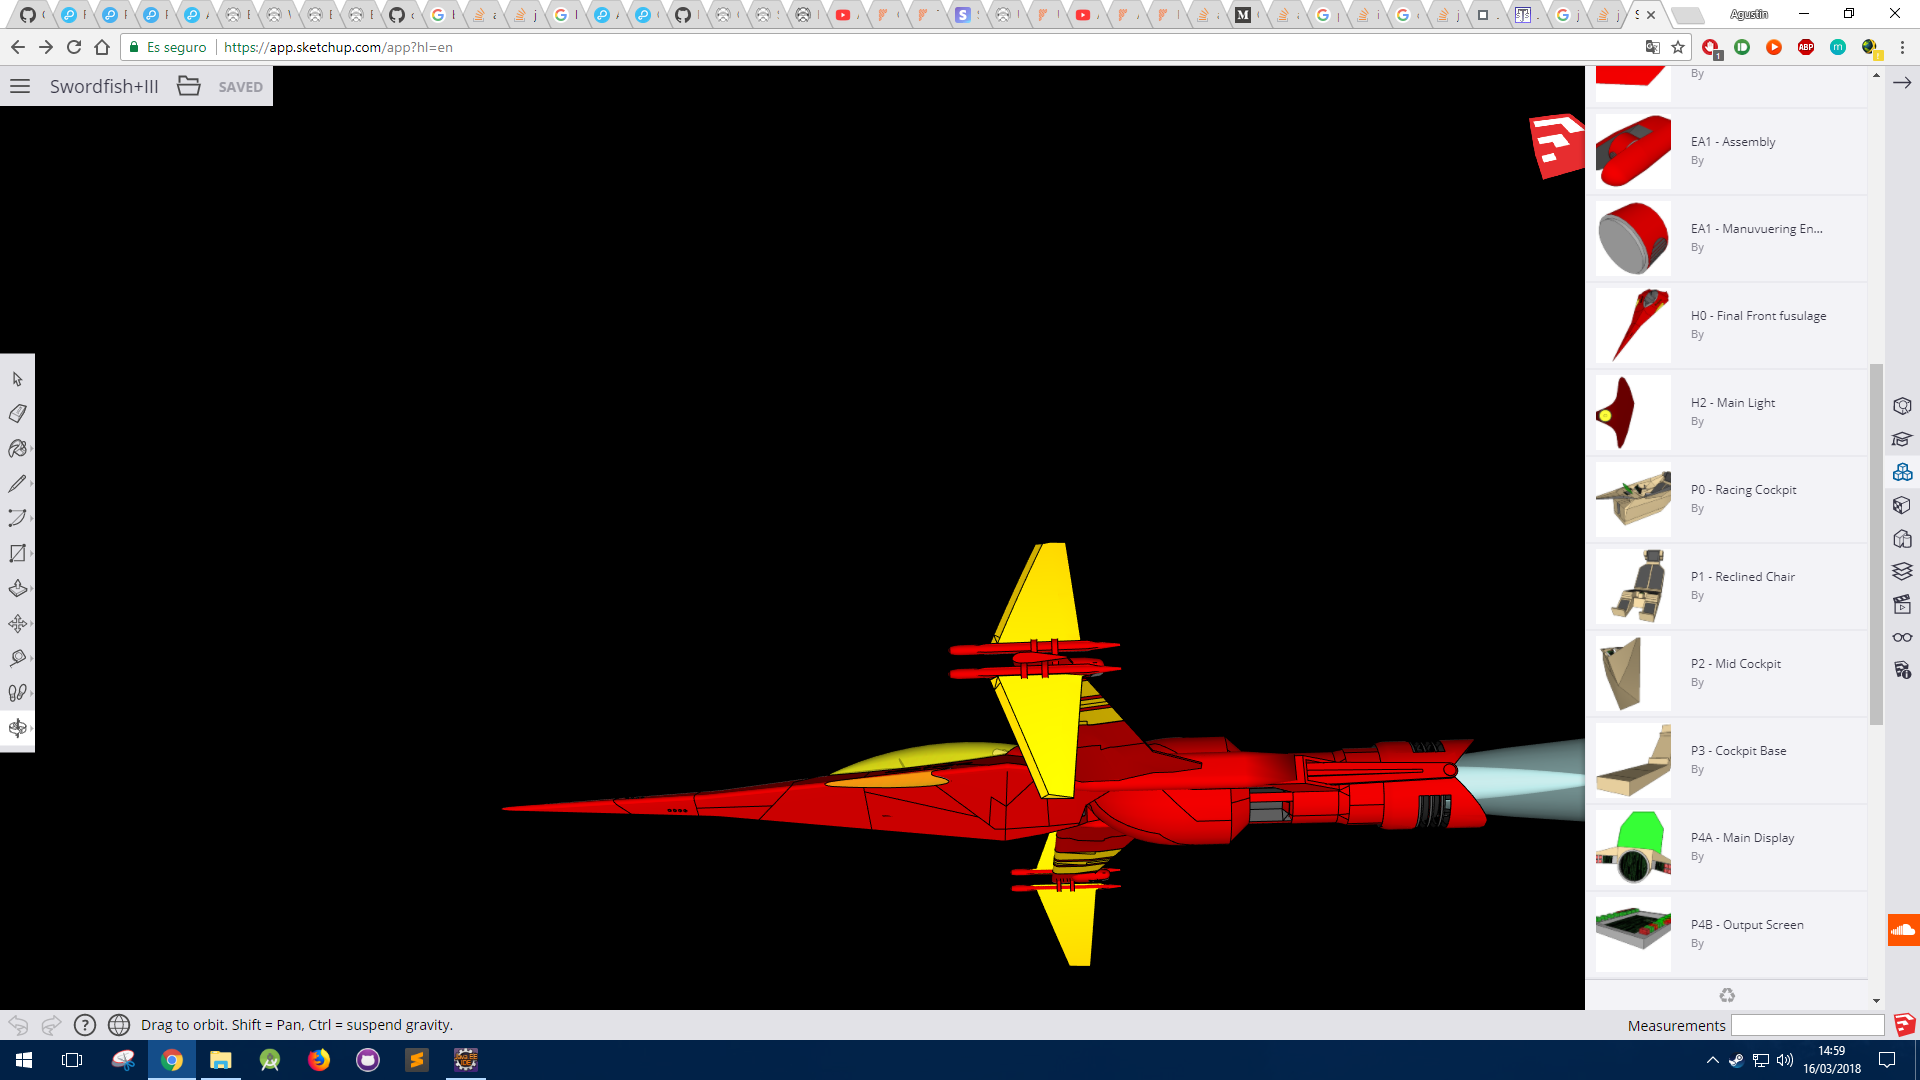 Agustin
Es seguro
https://app.sketchup.com/app?hl=en
ABP
m
1
Swordfish+III
SAVED
By
EA1 - Assembly
By
EA1 - Manuvuering En...
By
H0 - Final Front fusulage
By
H2 - Main Light
By
P0 - Racing Cockpit
By
P1 - Reclined Chair
By
P2 - Mid Cockpit
By
P3 - Cockpit Base
By
P4A - Main Display
By
P4B - Output Screen
By
Drag to orbit. Shift = Pan, Ctrl = suspend gravity.
Measurements
14:59
16/03/2018